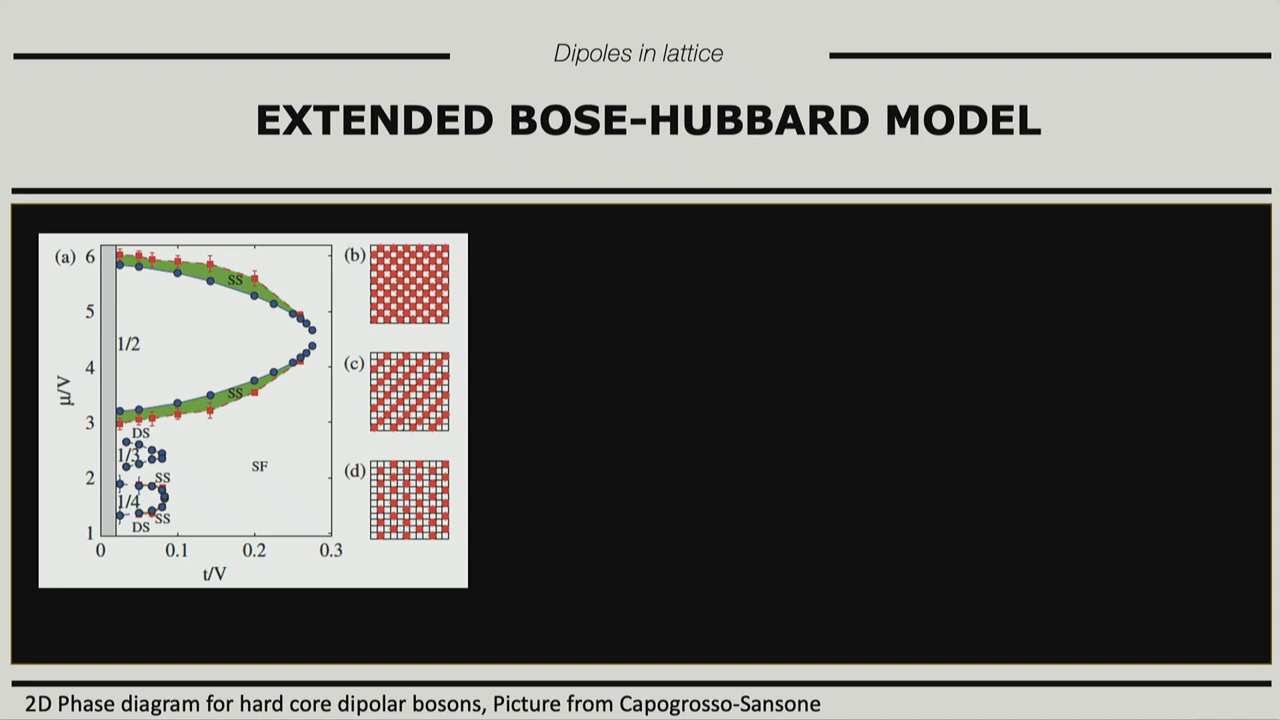 Dipoles in lattice
EXTENDED BOSE-HUBBARD MODEL
(a)
6
5
4
3
2
1
μ/V
SS
1/2
SS
DS
1/3
SS
1/4
SS
DS
SF
0
0.1
0.2
0.3
t/V
(b)
(c)
(d)
2D Phase diagram for hard core dipolar bosons, Picture from Capogrosso-Sansone